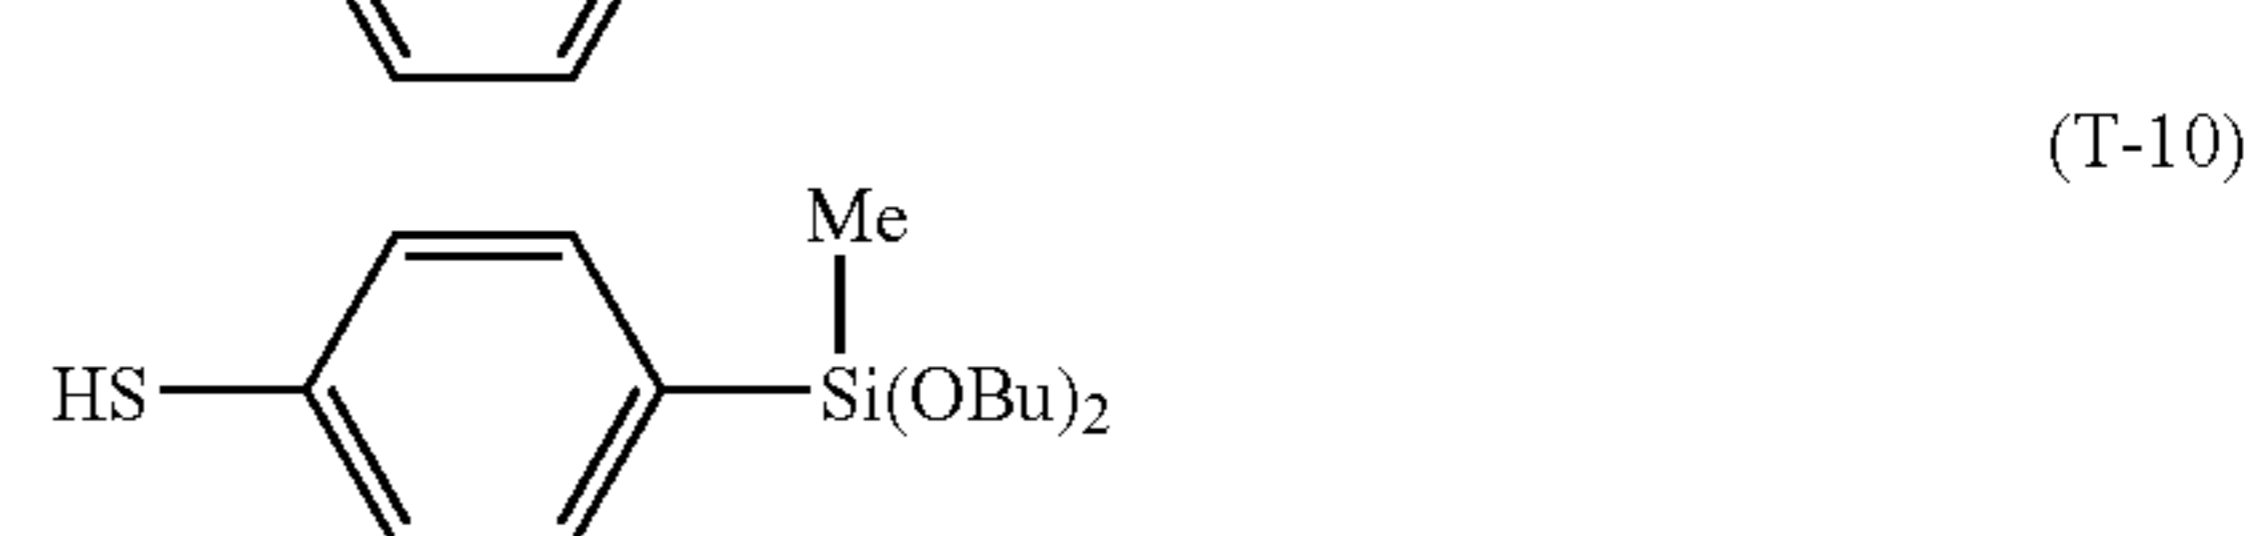 (T-10)
Me
HS
Si(OBu)₂